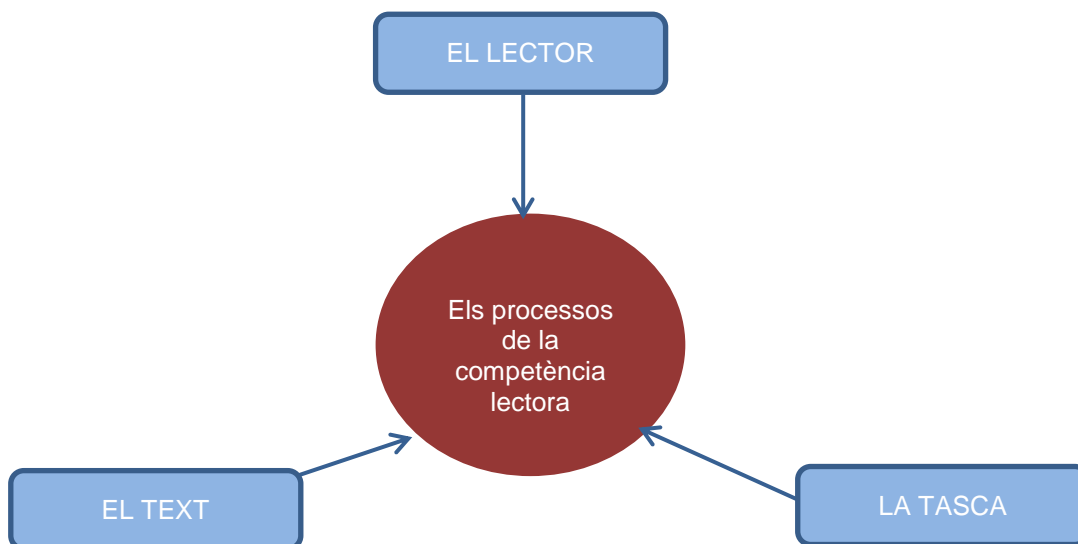 EL LECTOR
Els processos
de la
competència
lectora
EL TEXT
LA TASCA